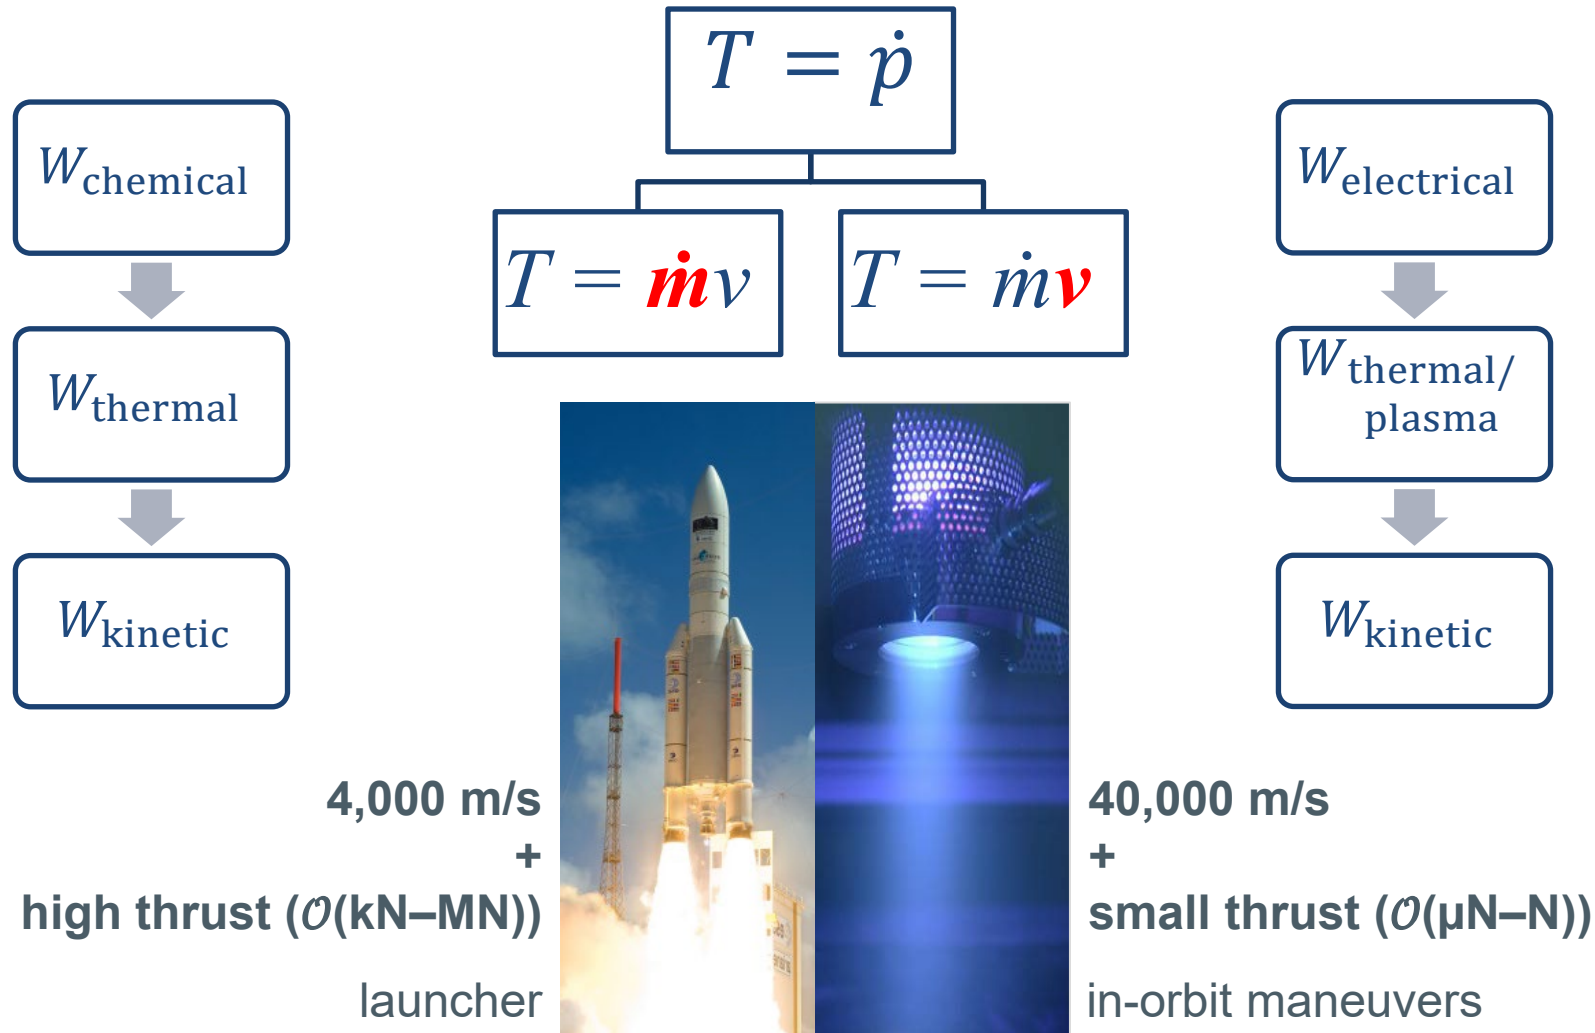 T = ṗ
W_chemical
W_electrical
T = ṁv
T = ṁv
W_thermal
W_thermal/
plasma
W_kinetic
W_kinetic
4,000 m/s
+
high thrust (𝒪(kN–MN))
launcher
40,000 m/s
+
small thrust (𝒪(µN–N))
in-orbit maneuvers